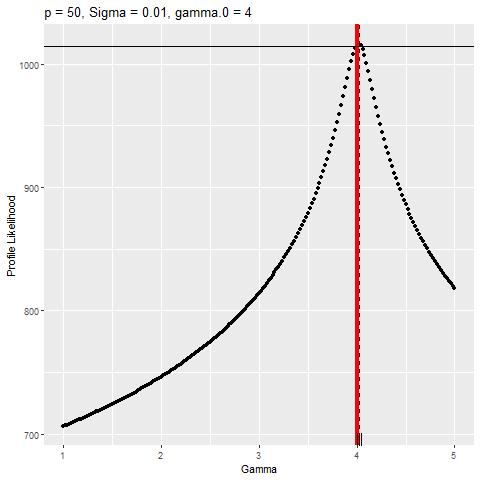 p = 50, Sigma = 0.01, gamma.0 = 4
Profile Likelihood
1000
900
800
700
1 2 3 4 5
Gamma